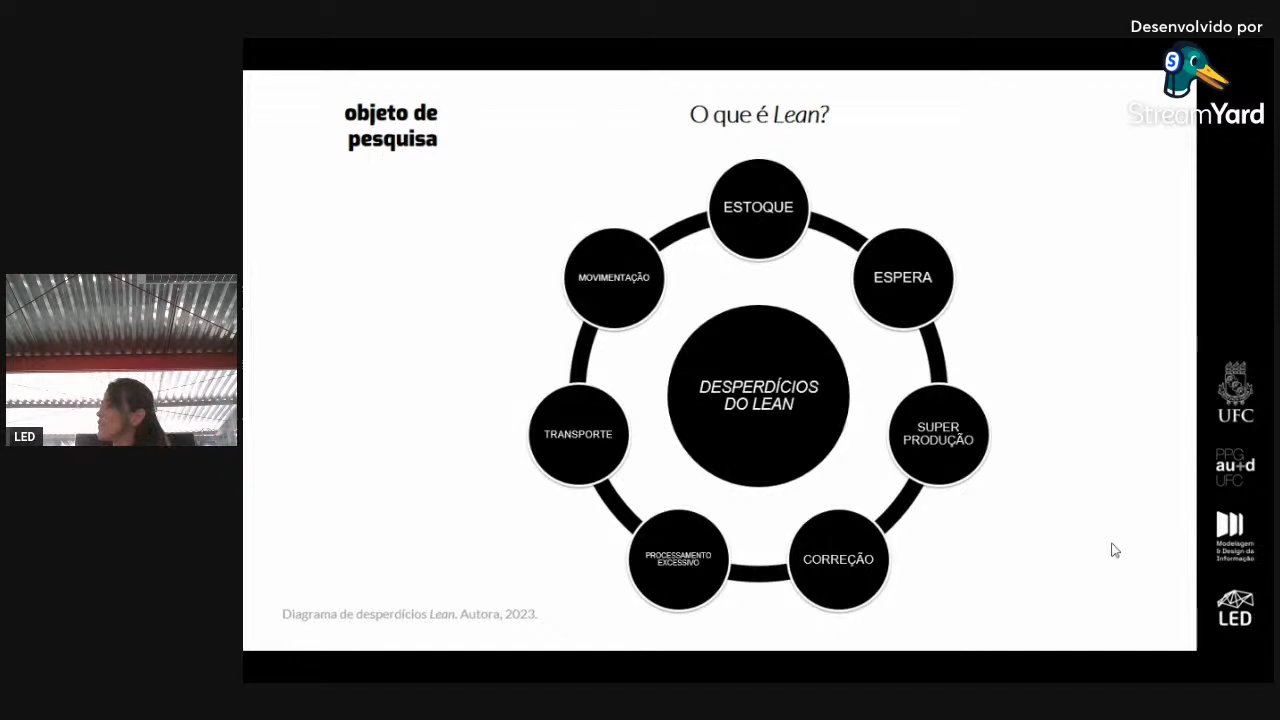 Desenvolvido por
StreamYard
objeto de
pesquisa
O que é Lean?
ESTOQUE
MOVIMENTAÇÃO
ESPERA
DESPERDÍCIOS
DO LEAN
TRANSPORTE
SUPER
PRODUÇÃO
PROCESSAMENTO
EXCESSIVO
CORREÇÃO
Diagrama de desperdícios Lean. Autora, 2023.
LED
UFC
PPG
au+d
UFC
Modelagem
& Design da
Informação
LED